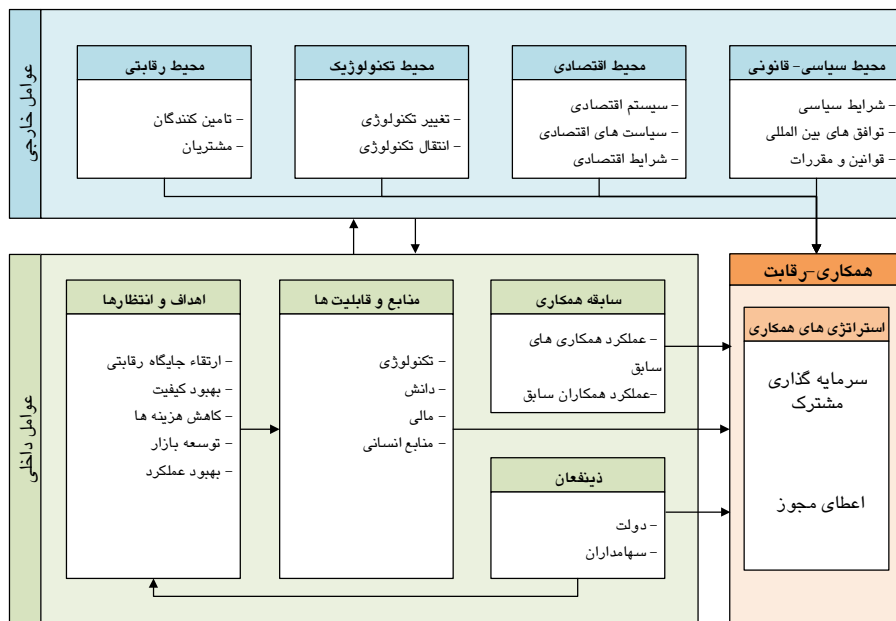 عوامل خارجی
محیط سیاسی- قانونی
– شرایط سیاسی
– توافق های بین المللی
– قوانین و مقررات
محیط اقتصادی
– سیستم اقتصادی
– سیاست های اقتصادی
– شرایط اقتصادی
محیط تکنولوژیک
– تغییر تکنولوژی
– انتقال تکنولوژی
محیط رقابتی
– تامین کنندگان
– مشتریان
همکاری-رقابت
استراتژی های همکاری
سرمایه گذاری
مشترک
اعطای مجوز
عوامل داخلی
سابقه همکاری
– عملکرد همکاری های
سابق
–عملکرد همکاران سابق
ذینفعان
– دولت
– سهامداران
منابع و قابلیت ها
– تکنولوژی
– دانش
– مالی
– منابع انسانی
اهداف و انتظارها
– ارتقاء جایگاه رقابتی
– بهبود کیفیت
– کاهش هزینه ها
– توسعه بازار
– بهبود عملکرد